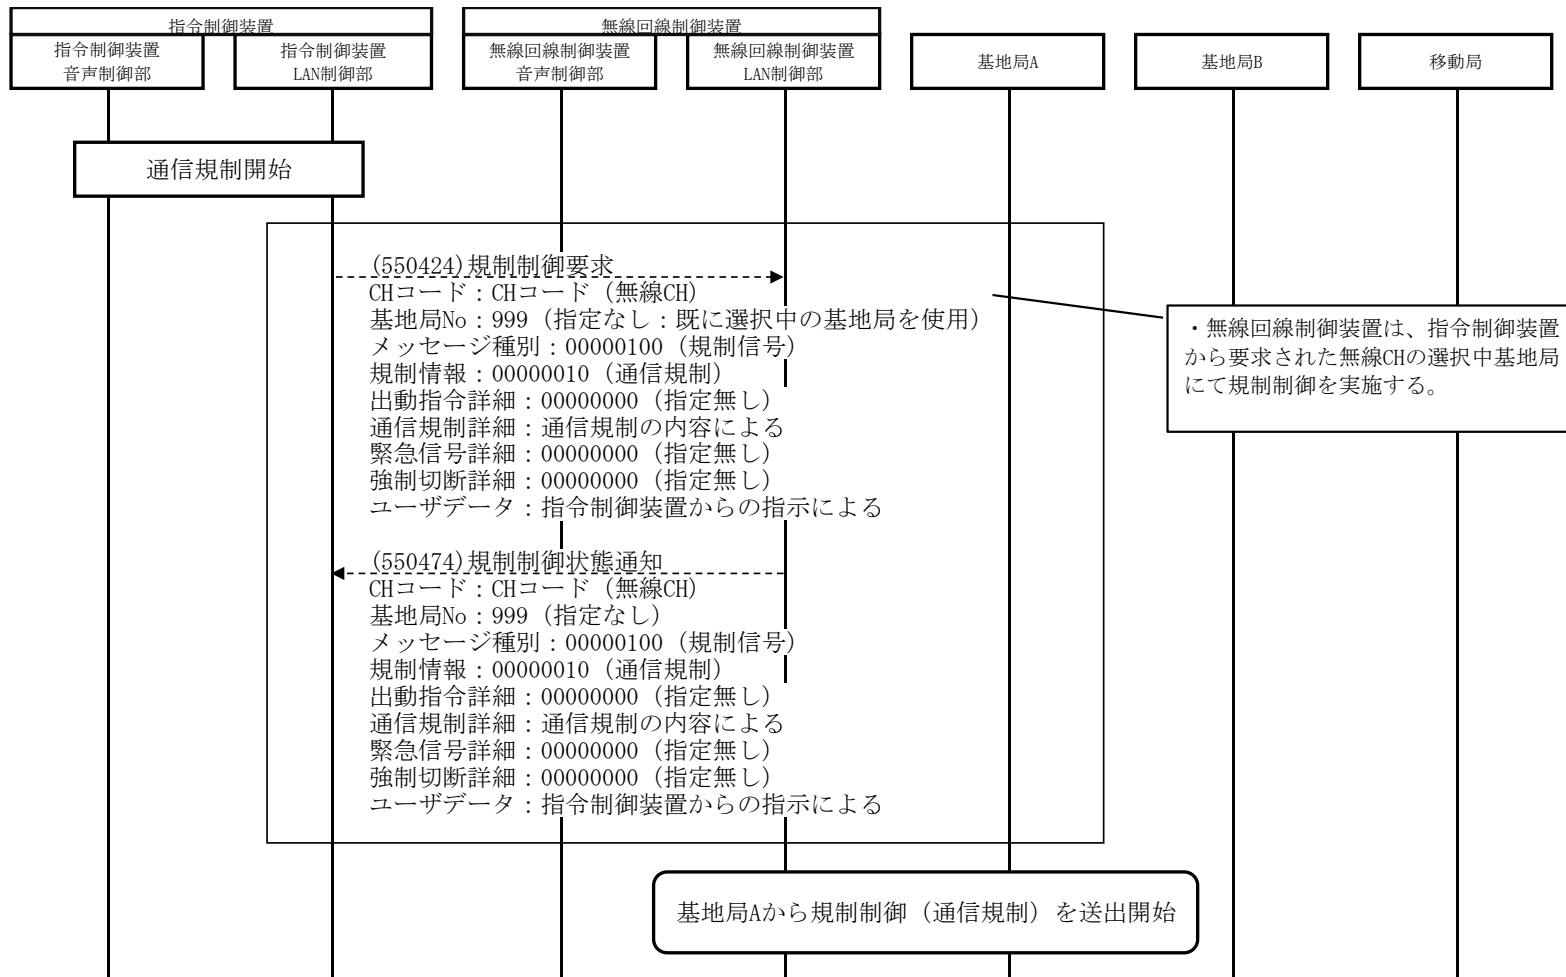 指令制御装置
無線回線制御装置
指令制御装置
音声制御部
指令制御装置
LAN制御部
無線回線制御装置
音声制御部
無線回線制御装置
LAN制御部
基地局A
基地局B
移動局
通信規制開始
(550424)規制制御要求
CHコード：CHコード（無線CH）
基地局No：999（指定なし：既に選択中の基地局を使用）
メッセージ種別：00000100（規制信号）
規制情報：00000010（通信規制）
出動指令詳細：00000000（指定無し）
通信規制詳細：通信規制の内容による
緊急信号詳細：00000000（指定無し）
強制切断詳細：00000000（指定無し）
ユーザデータ：指令制御装置からの指示による
・無線回線制御装置は、指令制御装置
から要求された無線CHの選択中基地局
にて規制制御を実施する。
(550474)規制制御状態通知
CHコード：CHコード（無線CH）
基地局No：999（指定なし）
メッセージ種別：00000100（規制信号）
規制情報：00000010（通信規制）
出動指令詳細：00000000（指定無し）
通信規制詳細：通信規制の内容による
緊急信号詳細：00000000（指定無し）
強制切断詳細：00000000（指定無し）
ユーザデータ：指令制御装置からの指示による
基地局Aから規制制御（通信規制）を送出開始